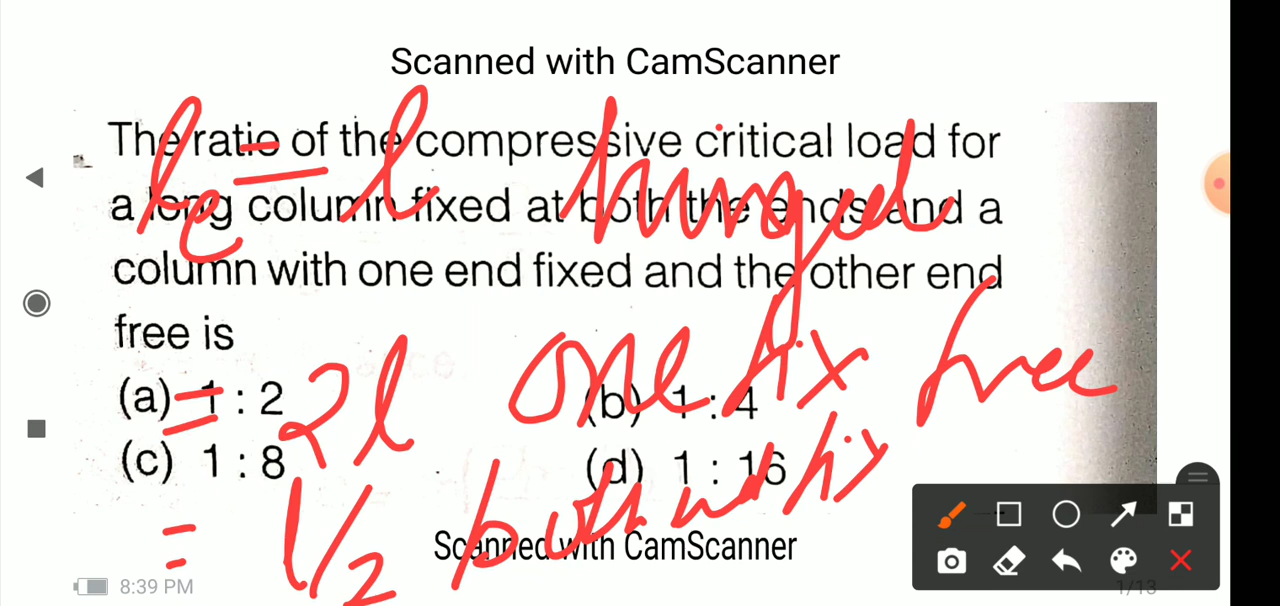 Scanned with CamScanner
The ratio of the compressive critical load for
a long column fixed at both the ends and a
column with one end fixed and the other end
free is
(a) 1 : 2 (b) 1 : 4
(c) 1 : 8 (d) 1 : 16
le = l hinged
= 2l one fix free
= l/2 both end fix
Scanned with CamScanner
8:39 PM
1/13